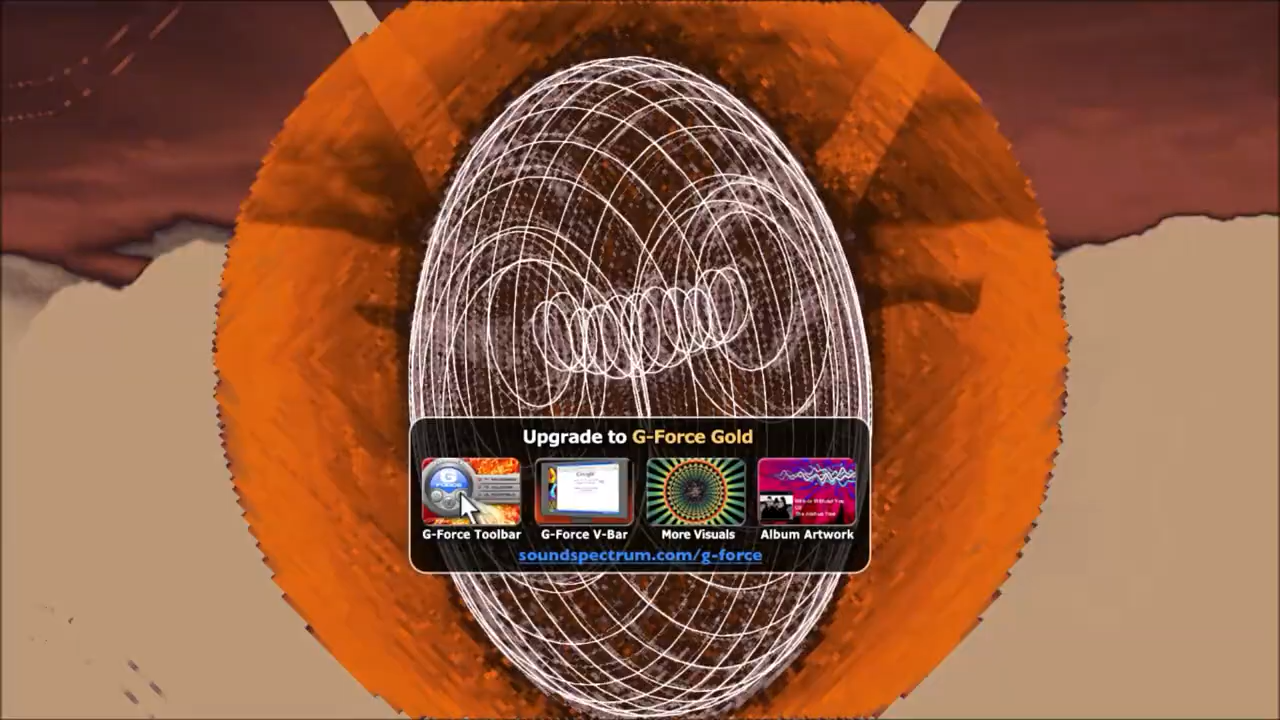 Upgrade to G-Force Gold
G-Force Toolbar
G-Force V-Bar
More Visuals
Album Artwork
soundspectrum.com/g-force